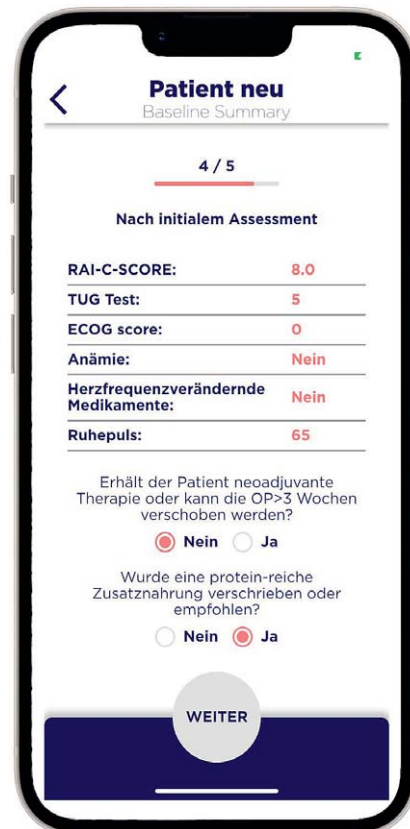 Patient neu
Baseline Summary
4 / 5
Nach initialem Assessment
RAI-C-SCORE: 8.0
TUG Test: 5
ECOG score: 0
Anämie: Nein
Herzfrequenzverändernde
Medikamente: Nein
Ruhepuls: 65
Erhält der Patient neoadjuvante
Therapie oder kann die OP>3 Wochen
verschoben werden?
Nein Ja
Wurde eine protein-reiche
Zusatznahrung verschrieben oder
empfohlen?
Nein Ja
WEITER